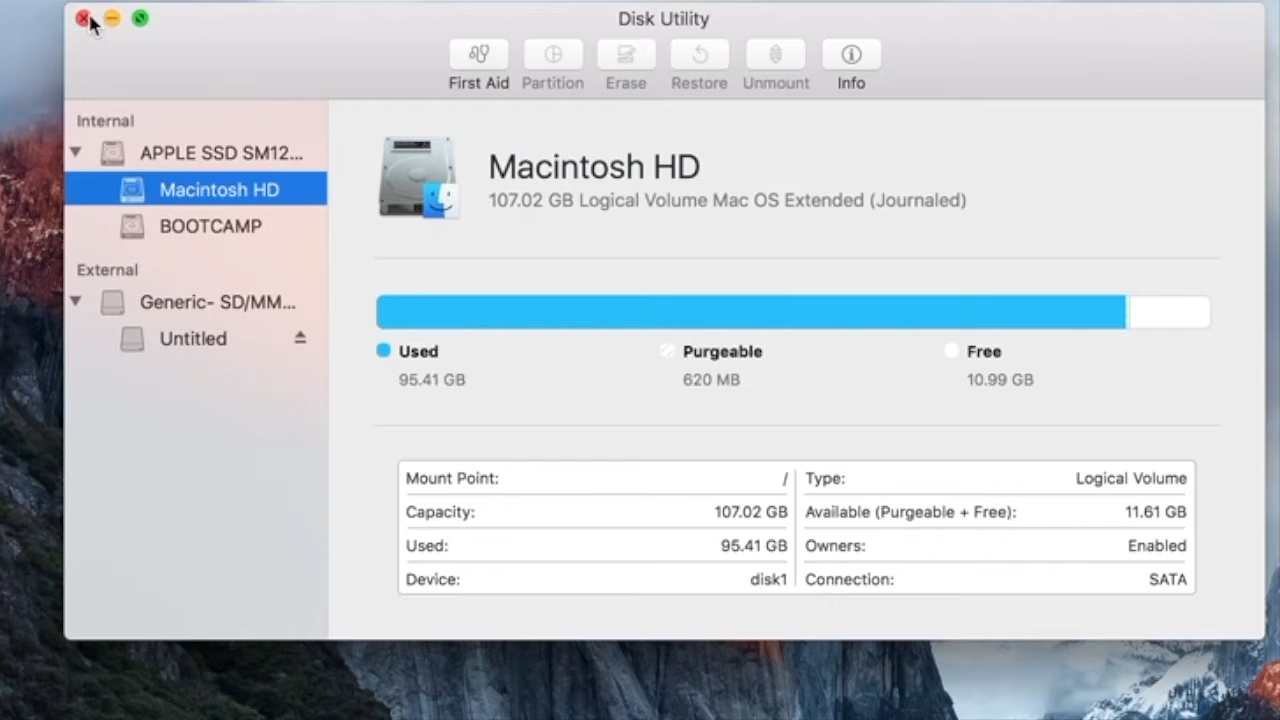 Disk Utility
First Aid
Partition
Erase
Restore
Unmount
Info
Internal
APPLE SSD SM12...
Macintosh HD
BOOTCAMP
External
Generic- SD/MM...
Untitled
Macintosh HD
107.02 GB Logical Volume Mac OS Extended (Journaled)
Used
95.41 GB
Purgeable
620 MB
Free
10.99 GB
Mount Point: /
Capacity: 107.02 GB
Used: 95.41 GB
Device: disk1
Type: Logical Volume
Available (Purgeable + Free): 11.61 GB
Owners: Enabled
Connection: SATA